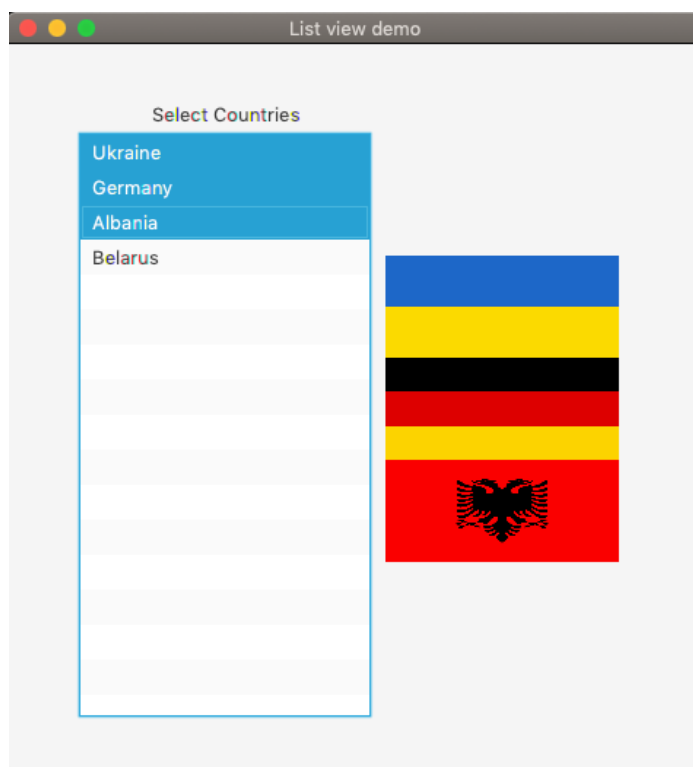 List view demo
Select Countries
Ukraine
Germany
Albania
Belarus